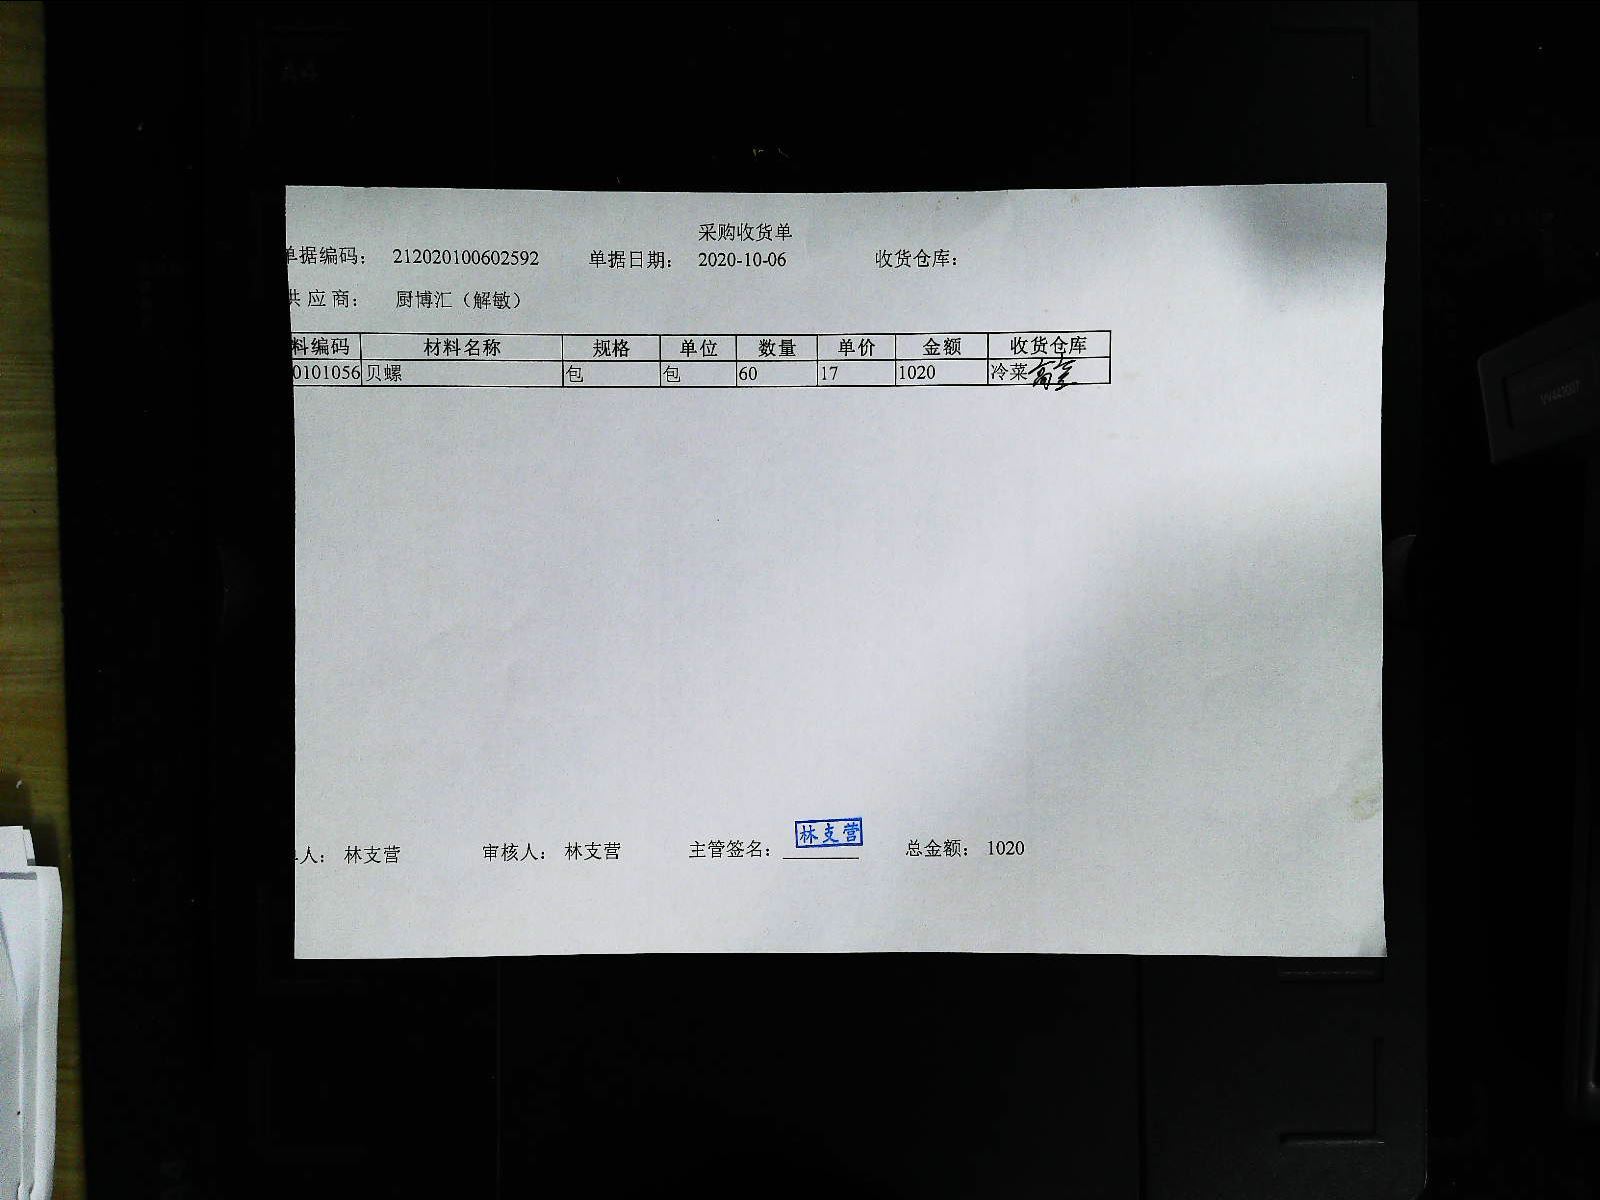 采购收货单
单据编码： 212020100602592 单据日期： 2020-10-06 收货仓库：
供应商： 厨博汇（解敏）
料编码 材料名称 规格 单位 数量 单价 金额 收货仓库
0101056 贝螺 包 包 60 17 1020 冷菜
人： 林支营 审核人： 林支营 主管签名： 林支营 总金额： 1020